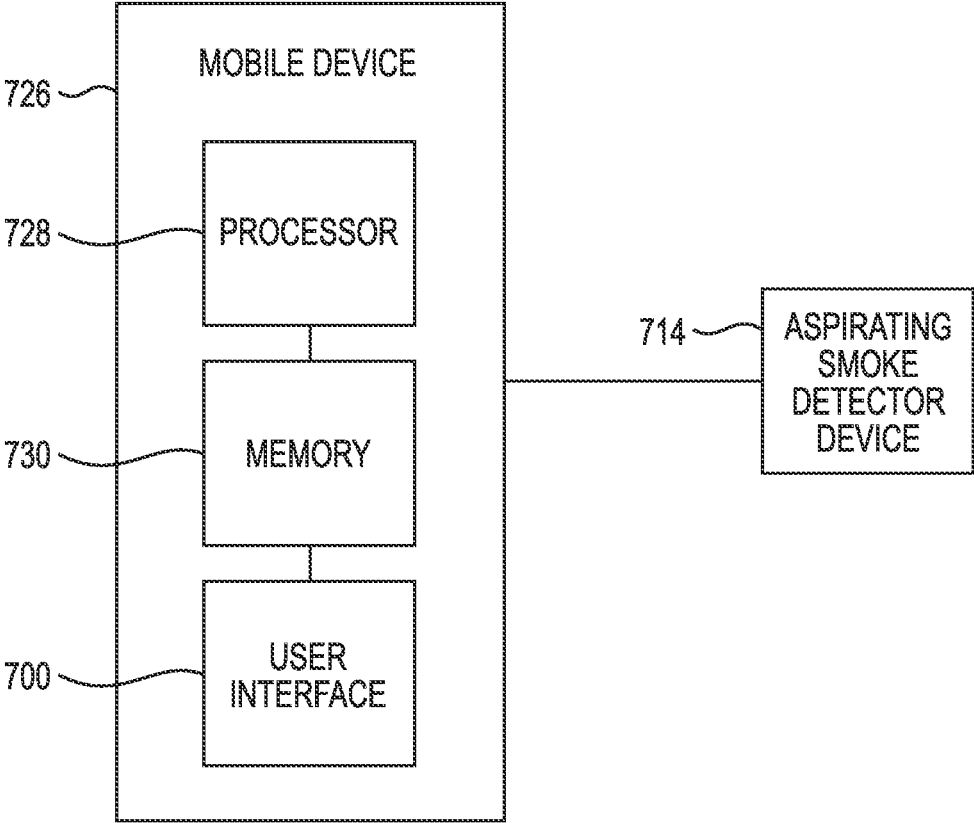 MOBILE DEVICE
726
PROCESSOR
728
714
ASPIRATING
SMOKE
DETECTOR
DEVICE
MEMORY
730
USER
INTERFACE
700